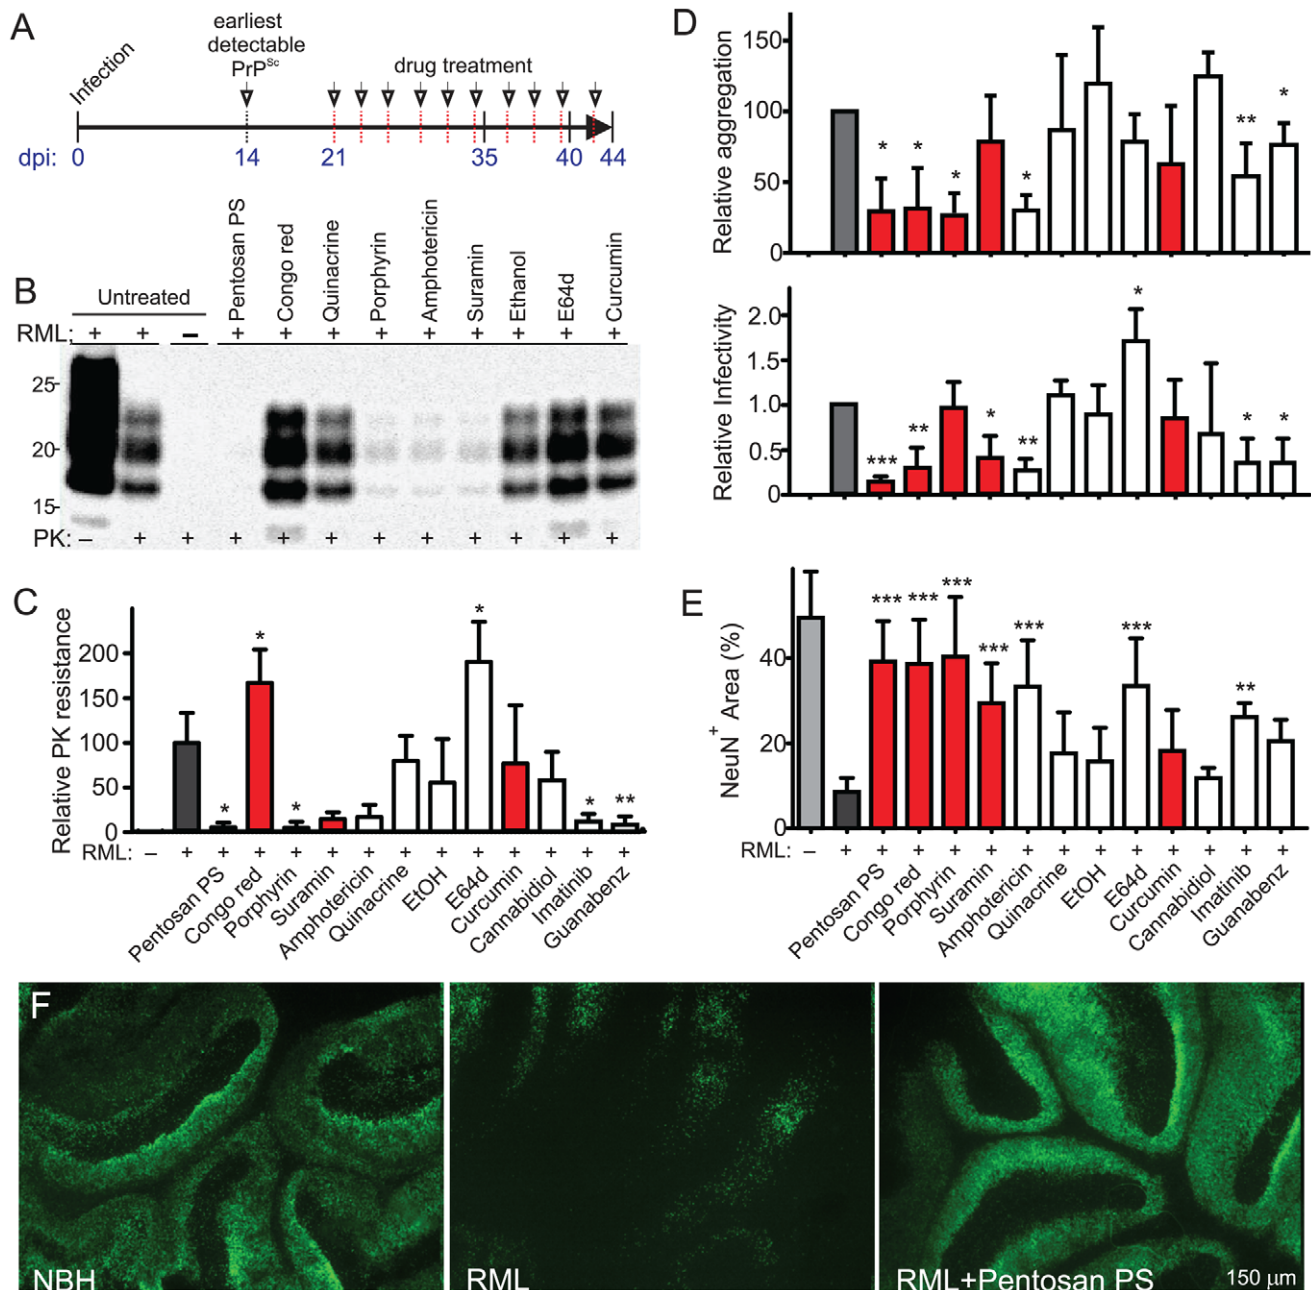 A
Infection
earliest
detectable
PrPSc
drug treatment
dpi: 0 14 21 35 40 44
B
Untreated
Pentosan PS
Congo red
Quinacrine
Porphyrin
Amphotericin
Suramin
Ethanol
E64d
Curcumin
RML: + + – + + + + + + + + +
25
20
15
PK: – + + + + + + + + + + +
C
Relative PK resistance
200
150
100
50
0
* * * * * **
RML: – + + + + + + + + + + + + +
Pentosan PS
Congo red
Porphyrin
Suramin
Amphotericin
Quinacrine
EtOH
E64d
Curcumin
Cannabidiol
Imatinib
Guanabenz
D
Relative aggregation
150
100
50
0
* * * * ** *
Relative Infectivity
2.0
1.5
1.0
0.5
0
*** ** * ** * * *
E
NeuN+ Area (%)
40
20
0
*** *** *** *** *** *** **
RML: – + + + + + + + + + + + + +
Pentosan PS
Congo red
Porphyrin
Suramin
Amphotericin
Quinacrine
EtOH
E64d
Curcumin
Cannabidiol
Imatinib
Guanabenz
F
NBH
RML
RML+Pentosan PS
150 μm